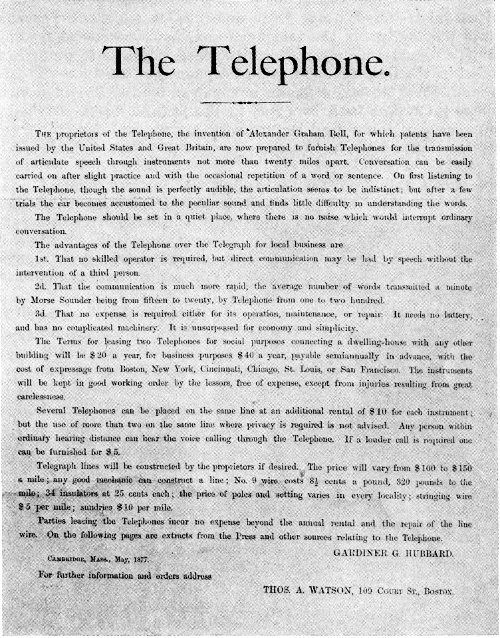 The Telephone.
THE proprietors of the Telephone, the invention of Alexander Graham Bell, for which patents have been
issued by the United States and Great Britain, are now prepared to furnish Telephones for the transmission
of articulate speech through instruments not more than twenty miles apart. Conversation can be easily
carried on after slight practice and with the occasional repetition of a word or sentence. On first listening to
the Telephone, though the sound is perfectly audible, the articulation seems to be indistinct; but after a few
trials the ear becomes accustomed to the peculiar sound and finds little difficulty in understanding the words.
The Telephone should be set in a quiet place, where there is no noise which would interrupt ordinary
conversation.
The advantages of the Telephone over the Telegraph for local business are
1st. That no skilled operator is required, but direct communication may be had by speech without the
intervention of a third person.
2d. That the communication is much more rapid, the average number of words transmitted a minute
by Morse Sounder being from fifteen to twenty, by Telephone from one to two hundred.
3d. That no expense is required either for its operation, maintenance, or repair. It needs no battery,
and has no complicated machinery. It is unsurpassed for economy and simplicity.
The Terms for leasing two Telephones for social purposes connecting a dwelling-house with any other
building will be $20 a year, for business purposes $40 a year, payable semiannually in advance, with the
cost of expressage from Boston, New York, Cincinnati, Chicago, St. Louis, or San Francisco. The instruments
will be kept in good working order by the lessors, free of expense, except from injuries resulting from great
carelessness.
Several Telephones can be placed on the same line at an additional rental of $10 for each instrument;
but the use of more than two on the same line where privacy is required is not advised. Any person within
ordinary hearing distance can hear the voice calling through the Telephone. If a louder call is required one
can be furnished for $5.
Telegraph lines will be constructed by the proprietors if desired. The price will vary from $100 to $150
a mile; any good mechanic can construct a line; No. 9 wire costs 8½ cents a pound, 320 pounds to the
mile; 34 insulators at 25 cents each; the price of poles and setting varies in every locality; stringing wire
$5 per mile; sundries $10 per mile.
Parties leasing the Telephones incur no expense beyond the annual rental and the repair of the line
wire. On the following pages are extracts from the Press and other sources relating to the Telephone.
GARDINER G. HUBBARD.
CAMBRIDGE, MASS., May, 1877.
For further information and orders address
THOS. A. WATSON, 109 COURT ST., BOSTON.